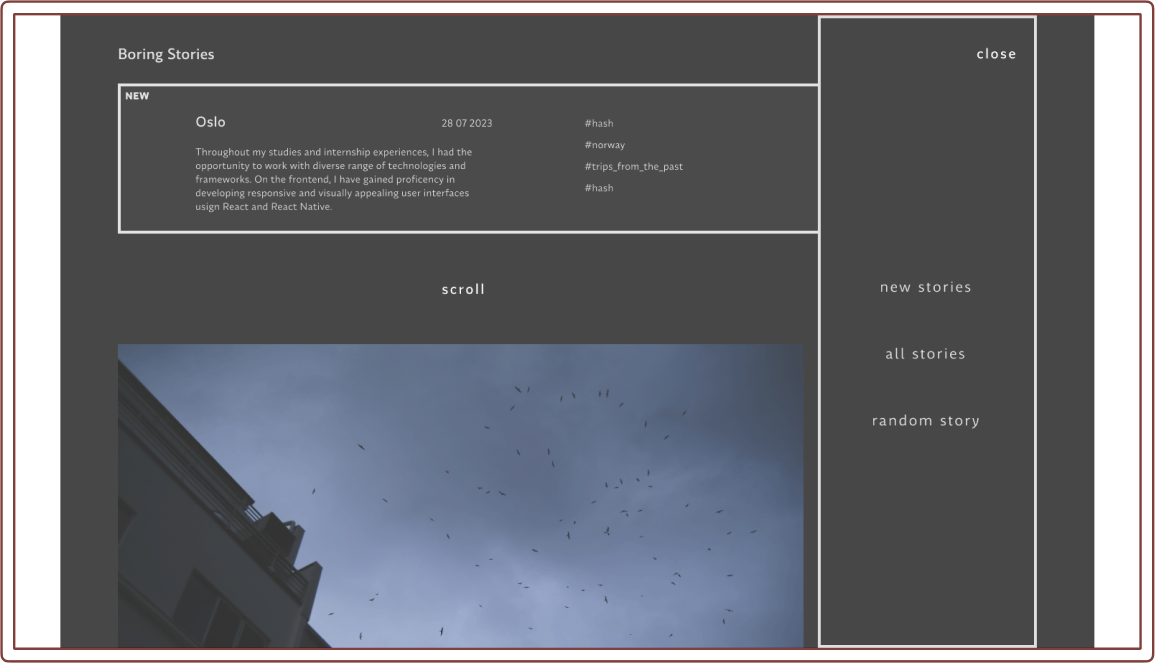 Boring Stories
close
NEW
Oslo
28 07 2023
Throughout my studies and internship experiences, I had the
opportunity to work with diverse range of technologies and
frameworks. On the frontend, I have gained proficency in
developing responsive and visually appealing user interfaces
usign React and React Native.
#hash
#norway
#trips_from_the_past
#hash
scroll
new stories
all stories
random story